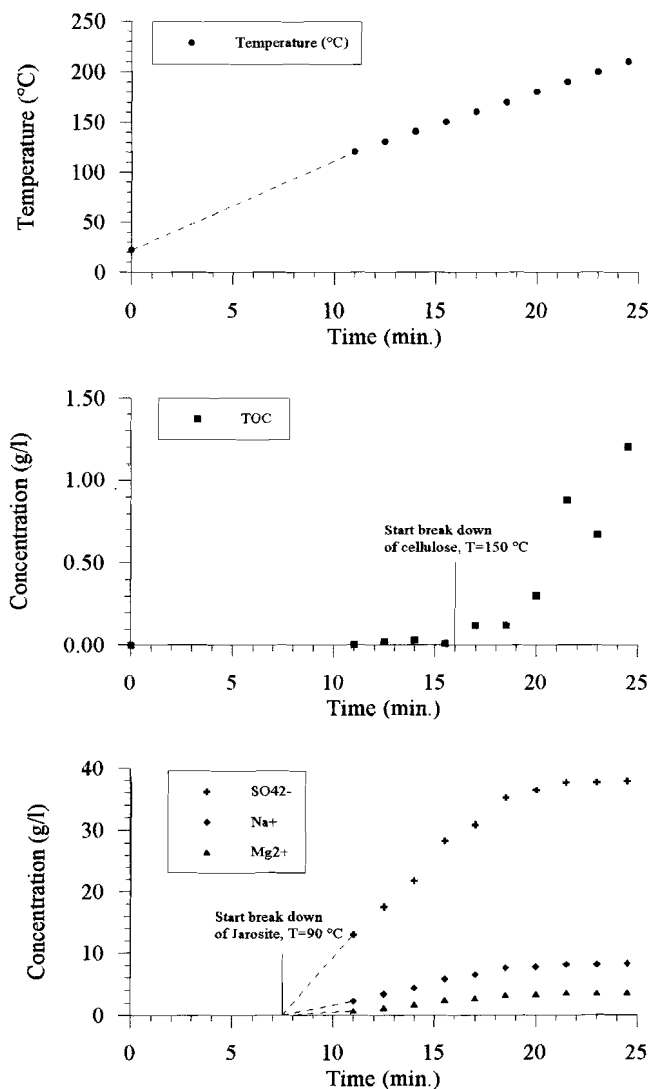 250
Temperature (°C)
200
150
100
50
0
Temperature (°C)
0 5 10 15 20 25
Time (min.)
1.50
TOC
1.00
Start break down
of cellulose, T=150 °C
0.50
0.00
Concentration (g/l)
0 5 10 15 20 25
Time (min.)
40
SO42-
30
Na+
Mg2+
20
Start break down
of Jarosite, T=90 °C
10
0
Concentration (g/l)
0 5 10 15 20 25
Time (min.)